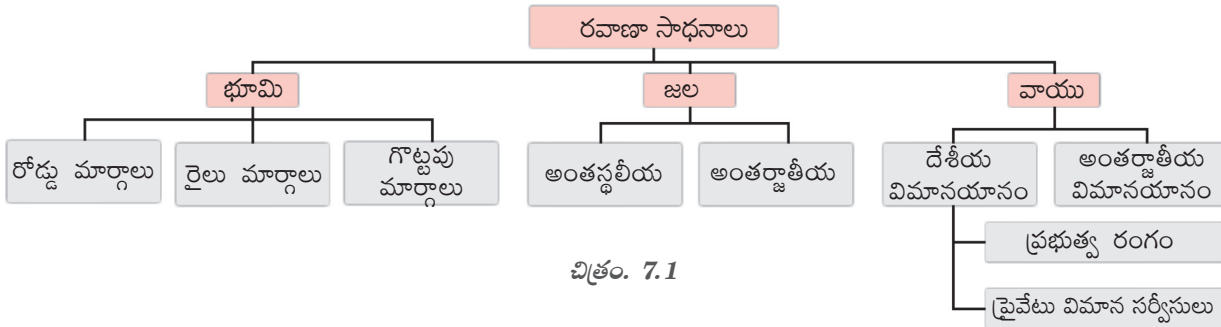 రవాణా సాధనాలు
భూమి
జల
వాయు
రోడ్డు మార్గాలు
రైలు మార్గాలు
గొట్టపు
మార్గాలు
అంతస్థలీయ
అంతర్జాతీయ
దేశీయ
విమానయానం
అంతర్జాతీయ
విమానయానం
ప్రభుత్వ రంగం
ప్రైవేటు విమాన సర్వీసులు
చిత్రం. 7.1